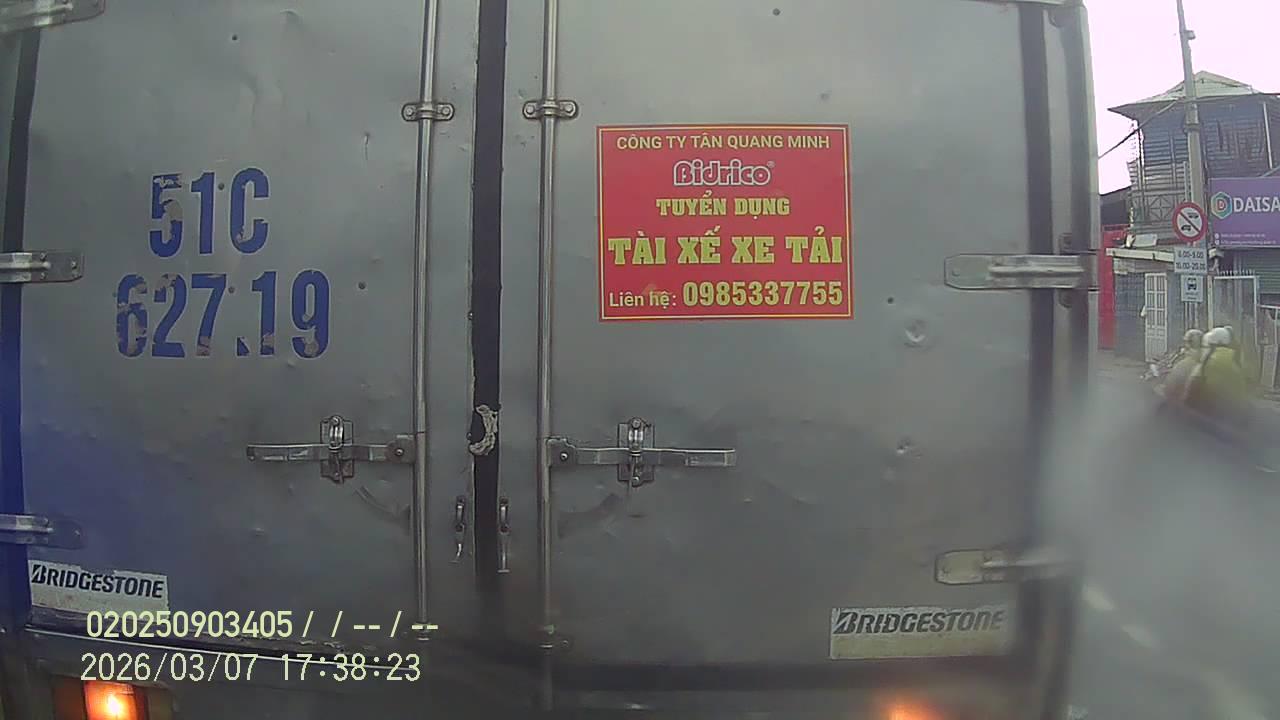 51C
627.19
CÔNG TY TÂN QUANG MINH
Bidrico®
TUYỂN DỤNG
TÀI XẾ XE TẢI
Liên hệ: 0985337755
DAISA
BRIDGESTONE
BRIDGESTONE
020250903405 / / -- / --
2026/03/07 17:38:23